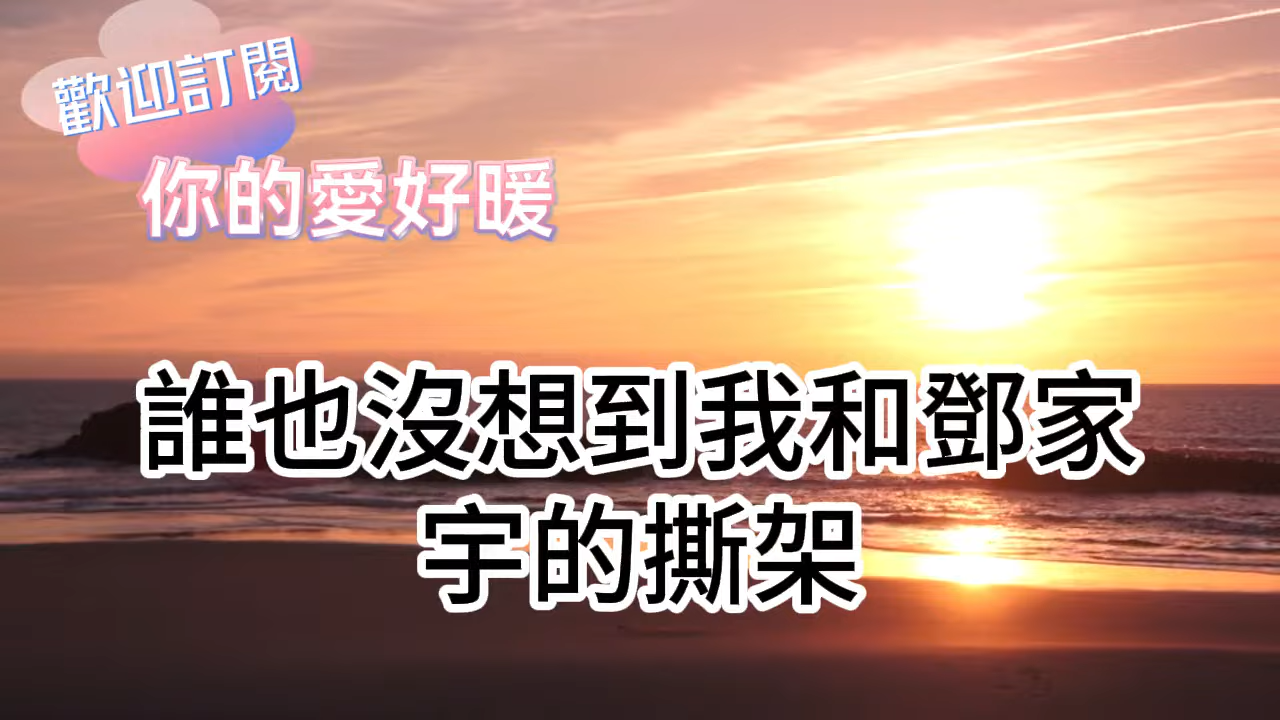 歡迎訂閱
你的愛好暖
誰也沒想到我和鄧家
宇的撕架